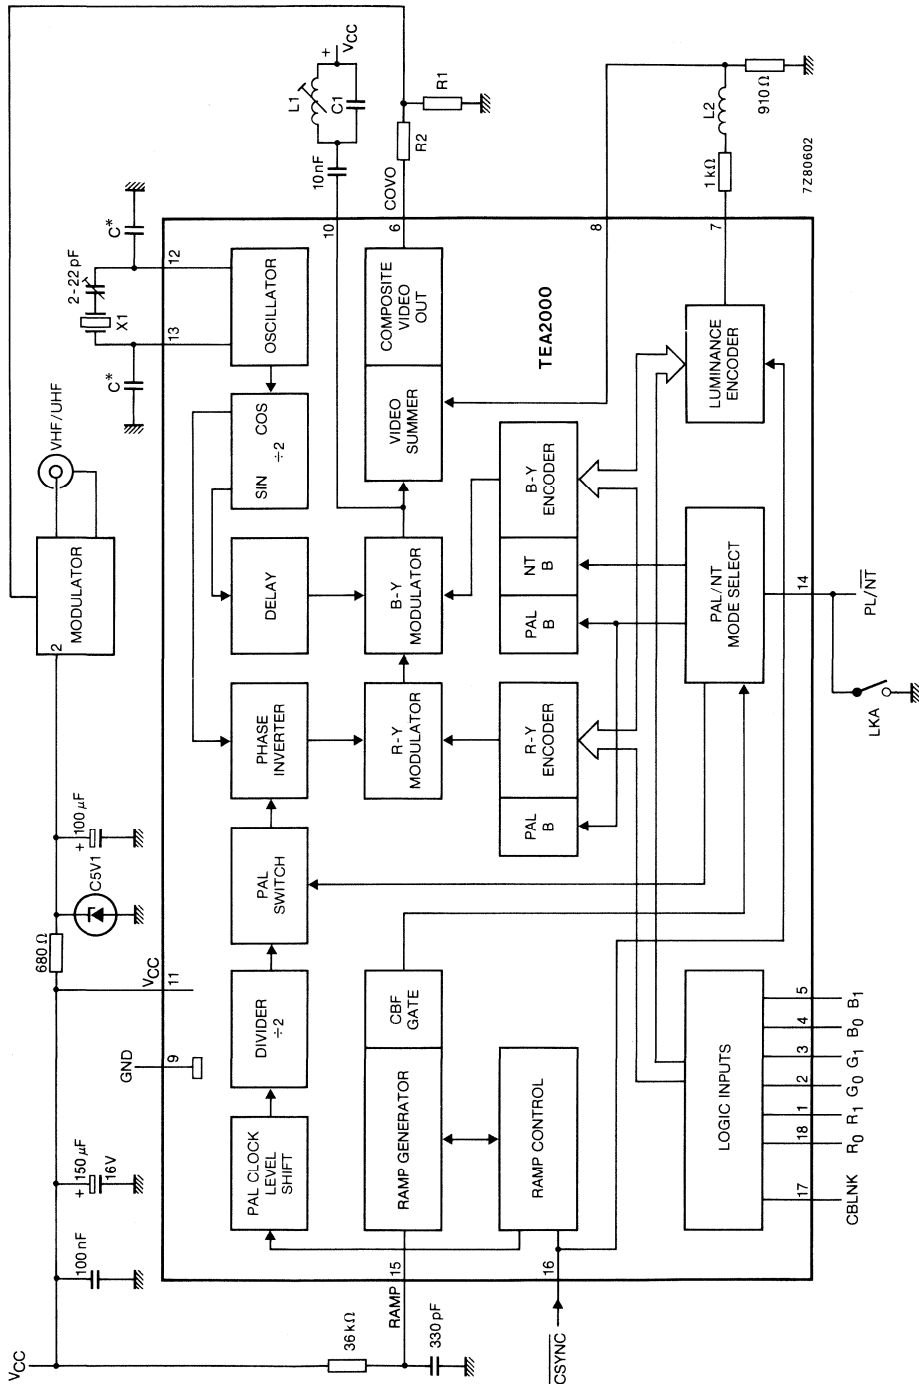 VCC
100 nF
+ 150 µF
16V
GND
9
VCC
11
680 Ω
C5V1
+ 100 µF
2
MODULATOR
VHF/UHF
C*
X1
2-22 pF
C*
13
12
L1
C1
+
VCC
10 nF
10
COVO
6
R2
R1
8
7
1 kΩ
L2
910 Ω
7Z80602
OSCILLATOR
COS
÷2
SIN
DELAY
PHASE
INVERTER
PAL
SWITCH
DIVIDER
÷2
PAL CLOCK
LEVEL
SHIFT
COMPOSITE
VIDEO
OUT
VIDEO
SUMMER
B-Y
MODULATOR
R-Y
MODULATOR
CBF
GATE
RAMP GENERATOR
TEA2000
B-Y
ENCODER
NT
B
PAL
B
R-Y
ENCODER
PAL
B
RAMP CONTROL
LUMINANCE
ENCODER
PAL/NT
MODE SELECT
LOGIC INPUTS
36 kΩ
RAMP
15
330 pF
CSYNC
16
14
PL/NT
LKA
17
CBLNK
18
R0
1
R1
2
G0
3
G1
4
B0
5
B1